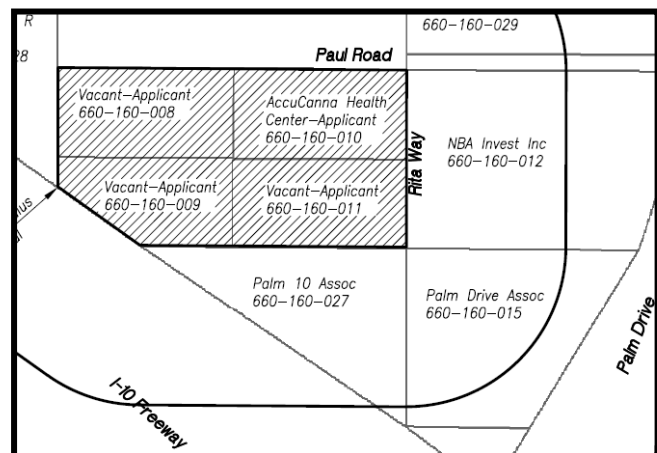 R
28
660-160-029
Paul Road
Vacant-Applicant
660-160-008
AccuCanna Health
Center-Applicant
660-160-010
NBA Invest Inc
660-160-012
Rita Way
Vacant-Applicant
660-160-009
Vacant-Applicant
660-160-011
Palm 10 Assoc
660-160-027
Palm Drive Assoc
660-160-015
Palm Drive
I-10 Freeway